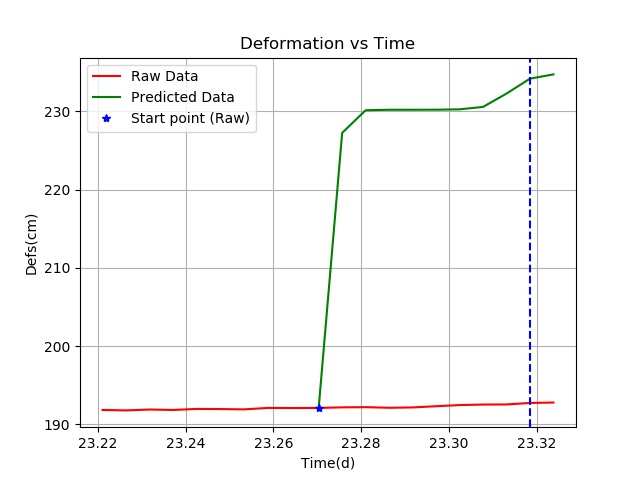 Deformation vs Time
Raw Data
Predicted Data
Start point (Raw)
230
220
210
200
190
Defs(cm)
23.22 23.24 23.26 23.28 23.30 23.32
Time(d)